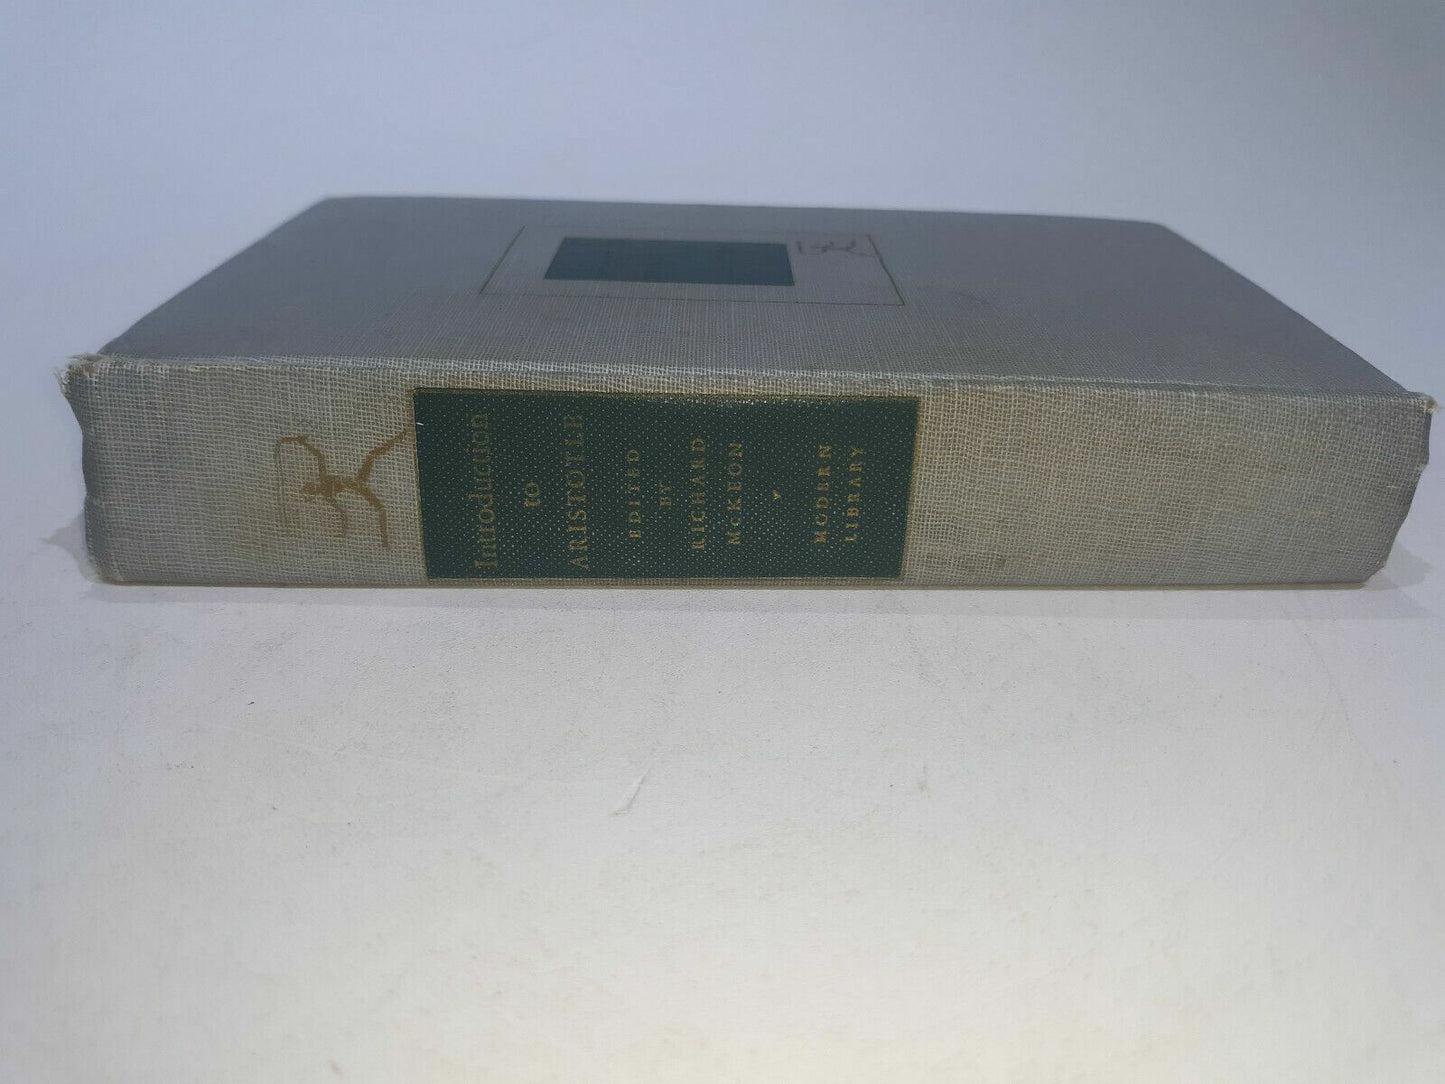 Introduction
to
ARISTOTLE
EDITED
BY
RICHARD
McKEON
MODERN
LIBRARY